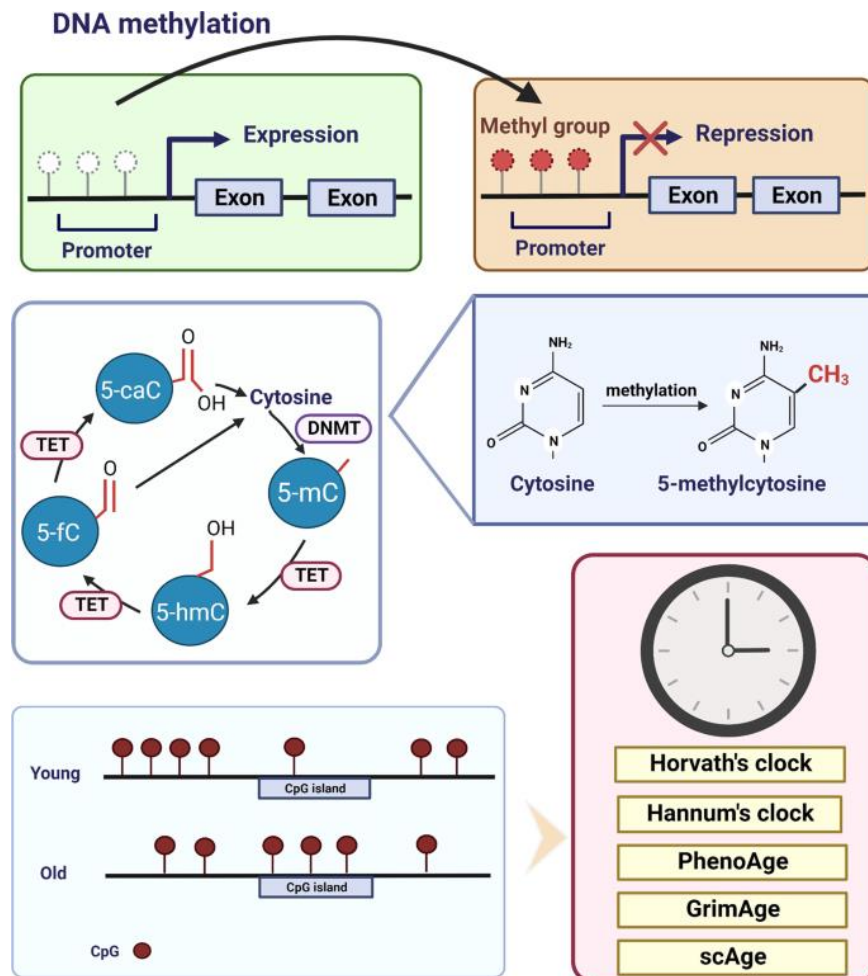 DNA methylation
Expression
Exon
Exon
Promoter
Methyl group
Repression
Exon
Exon
Promoter
O
5-caC
OH
Cytosine
DNMT
TET
O
5-mC
5-fC
OH
TET
TET
5-hmC
NH₂
N
O
N
Cytosine
methylation
NH₂
CH₃
N
O
N
5-methylcytosine
Young
CpG island
Old
CpG island
CpG
Horvath's clock
Hannum's clock
PhenoAge
GrimAge
scAge